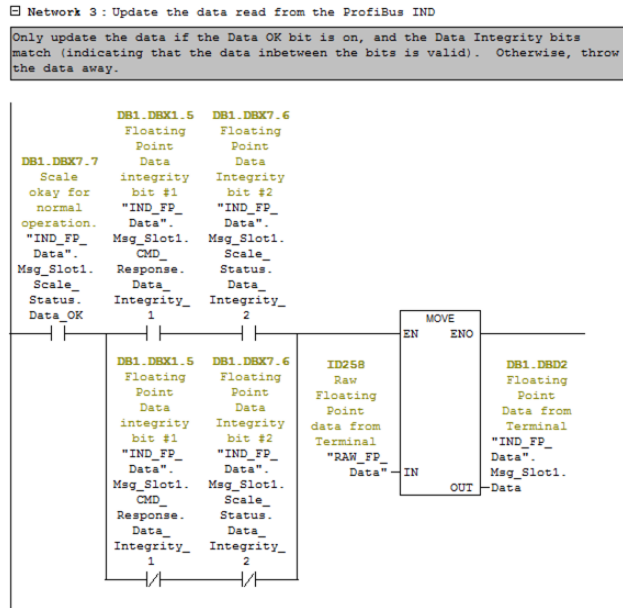 Network 3 : Update the data read from the ProfiBus IND
Only update the data if the Data OK bit is on, and the Data Integrity bits
match (indicating that the data inbetween the bits is valid). Otherwise, throw
the data away.
DB1.DBX7.7
Scale
okay for
normal
operation.
"IND_FP_
Data".
Msg_Slot1.
Scale_
Status.
Data_OK
DB1.DBX1.5
Floating
Point
Data
integrity
bit #1
"IND_FP_
Data".
Msg_Slot1.
CMD_
Response.
Data_
Integrity_
1
DB1.DBX7.6
Floating
Point
Data
Integrity
bit #2
"IND_FP_
Data".
Msg_Slot1.
Scale_
Status.
Data_
Integrity_
2
MOVE
EN ENO
IN
OUT
DB1.DBX1.5
Floating
Point
Data
integrity
bit #1
"IND_FP_
Data".
Msg_Slot1.
CMD_
Response.
Data_
Integrity_
1
DB1.DBX7.6
Floating
Point
Data
Integrity
bit #2
"IND_FP_
Data".
Msg_Slot1.
Scale_
Status.
Data_
Integrity_
2
ID258
Raw
Floating
Point
data from
Terminal
"RAW_FP_
Data"
DB1.DBD2
Floating
Point
Data from
Terminal
"IND_FP_
Data".
Msg_Slot1.
Data